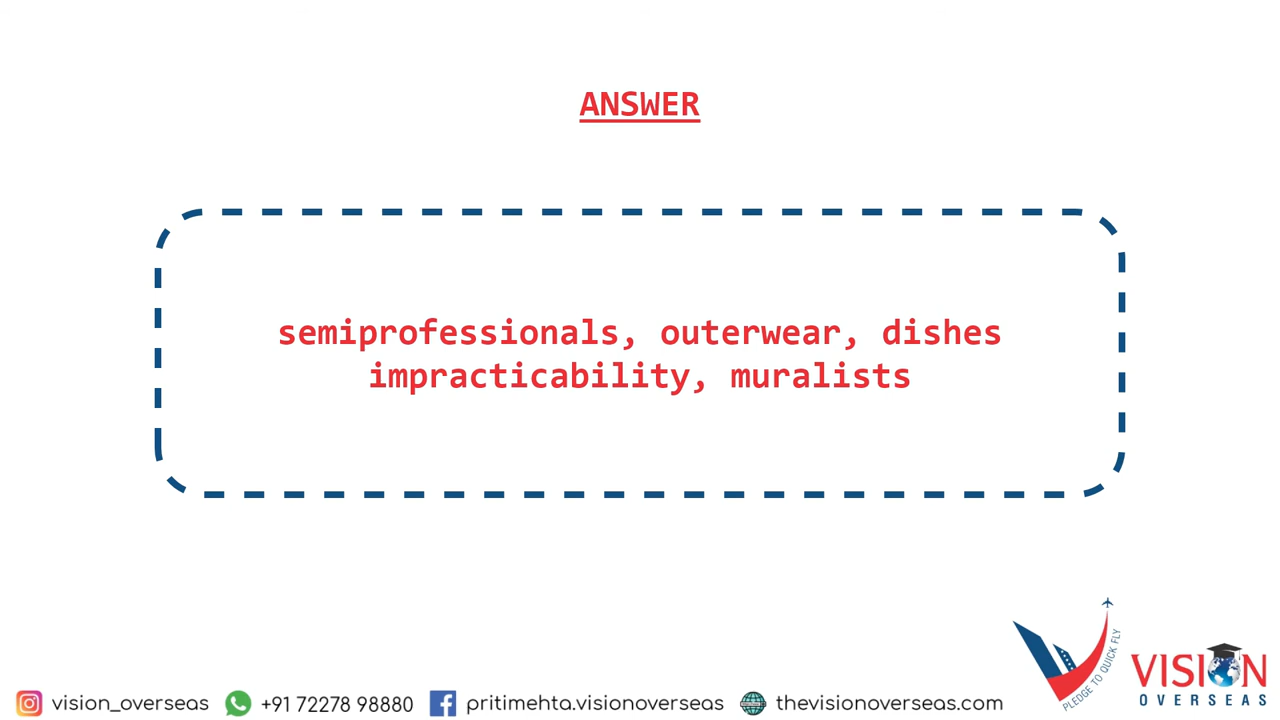 ANSWER
semiprofessionals, outerwear, dishes
impracticability, muralists
PLEDGE TO QUICK FLY
VISION
OVERSEAS
vision_overseas +91 72278 98880 pritimehta.visionoverseas thevisionoverseas.com